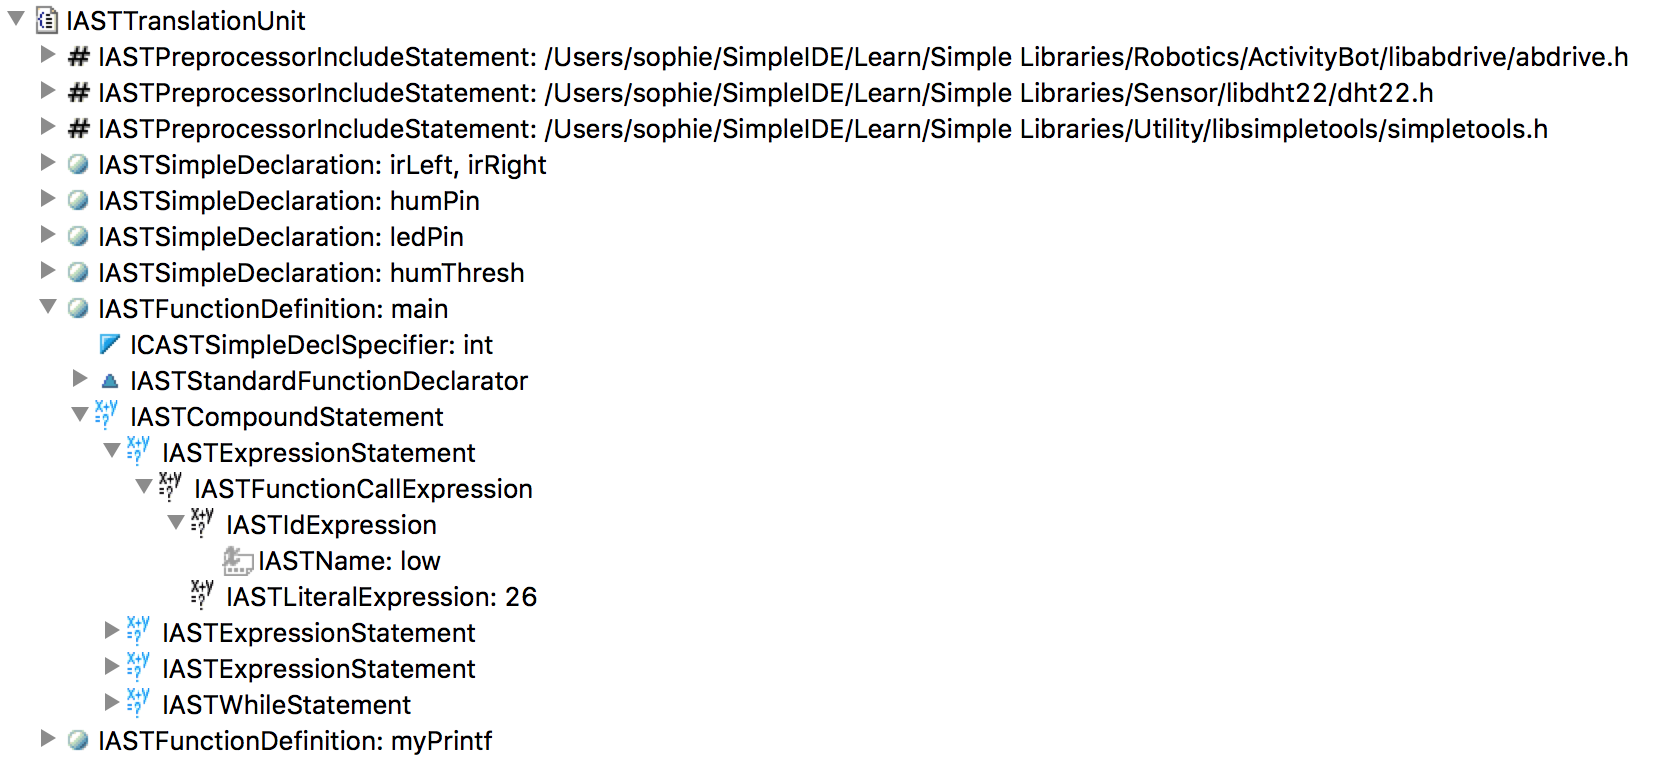 IASTTranslationUnit
# IASTPreprocessorIncludeStatement: /Users/sophie/SimpleIDE/Learn/Simple Libraries/Robotics/ActivityBot/libabdrive/abdrive.h
# IASTPreprocessorIncludeStatement: /Users/sophie/SimpleIDE/Learn/Simple Libraries/Sensor/libdht22/dht22.h
# IASTPreprocessorIncludeStatement: /Users/sophie/SimpleIDE/Learn/Simple Libraries/Utility/libsimpletools/simpletools.h
IASTSimpleDeclaration: irLeft, irRight
IASTSimpleDeclaration: humPin
IASTSimpleDeclaration: ledPin
IASTSimpleDeclaration: humThresh
IASTFunctionDefinition: main
ICASTSimpleDeclSpecifier: int
IASTStandardFunctionDeclarator
X+Y=? IASTCompoundStatement
X+Y=? IASTExpressionStatement
X+Y=? IASTFunctionCallExpression
X+Y=? IASTIdExpression
IASTName: low
X+Y=? IASTLiteralExpression: 26
X+Y=? IASTExpressionStatement
X+Y=? IASTExpressionStatement
X+Y=? IASTWhileStatement
IASTFunctionDefinition: myPrintf